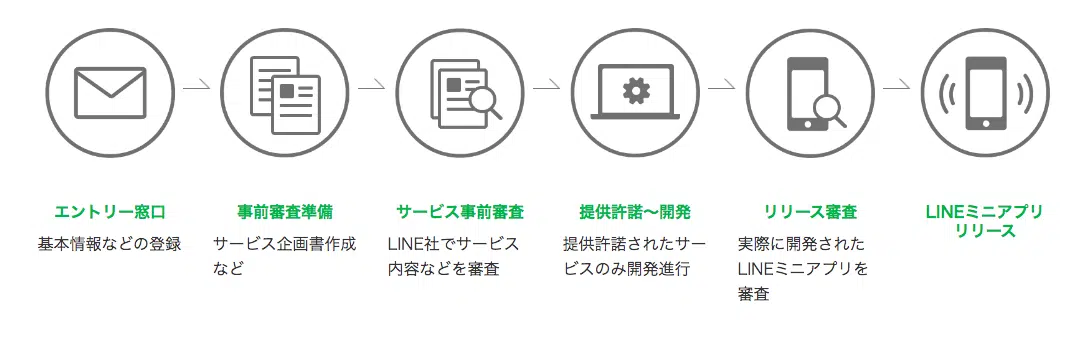 エントリー窓口
基本情報などの登録
事前審査準備
サービス企画書作成
など
サービス事前審査
LINE社でサービス
内容などを審査
提供許諾〜開発
提供許諾されたサー
ビスのみ開発進行
リリース審査
実際に開発された
LINEミニアプリを
審査
LINEミニアプリ
リリース